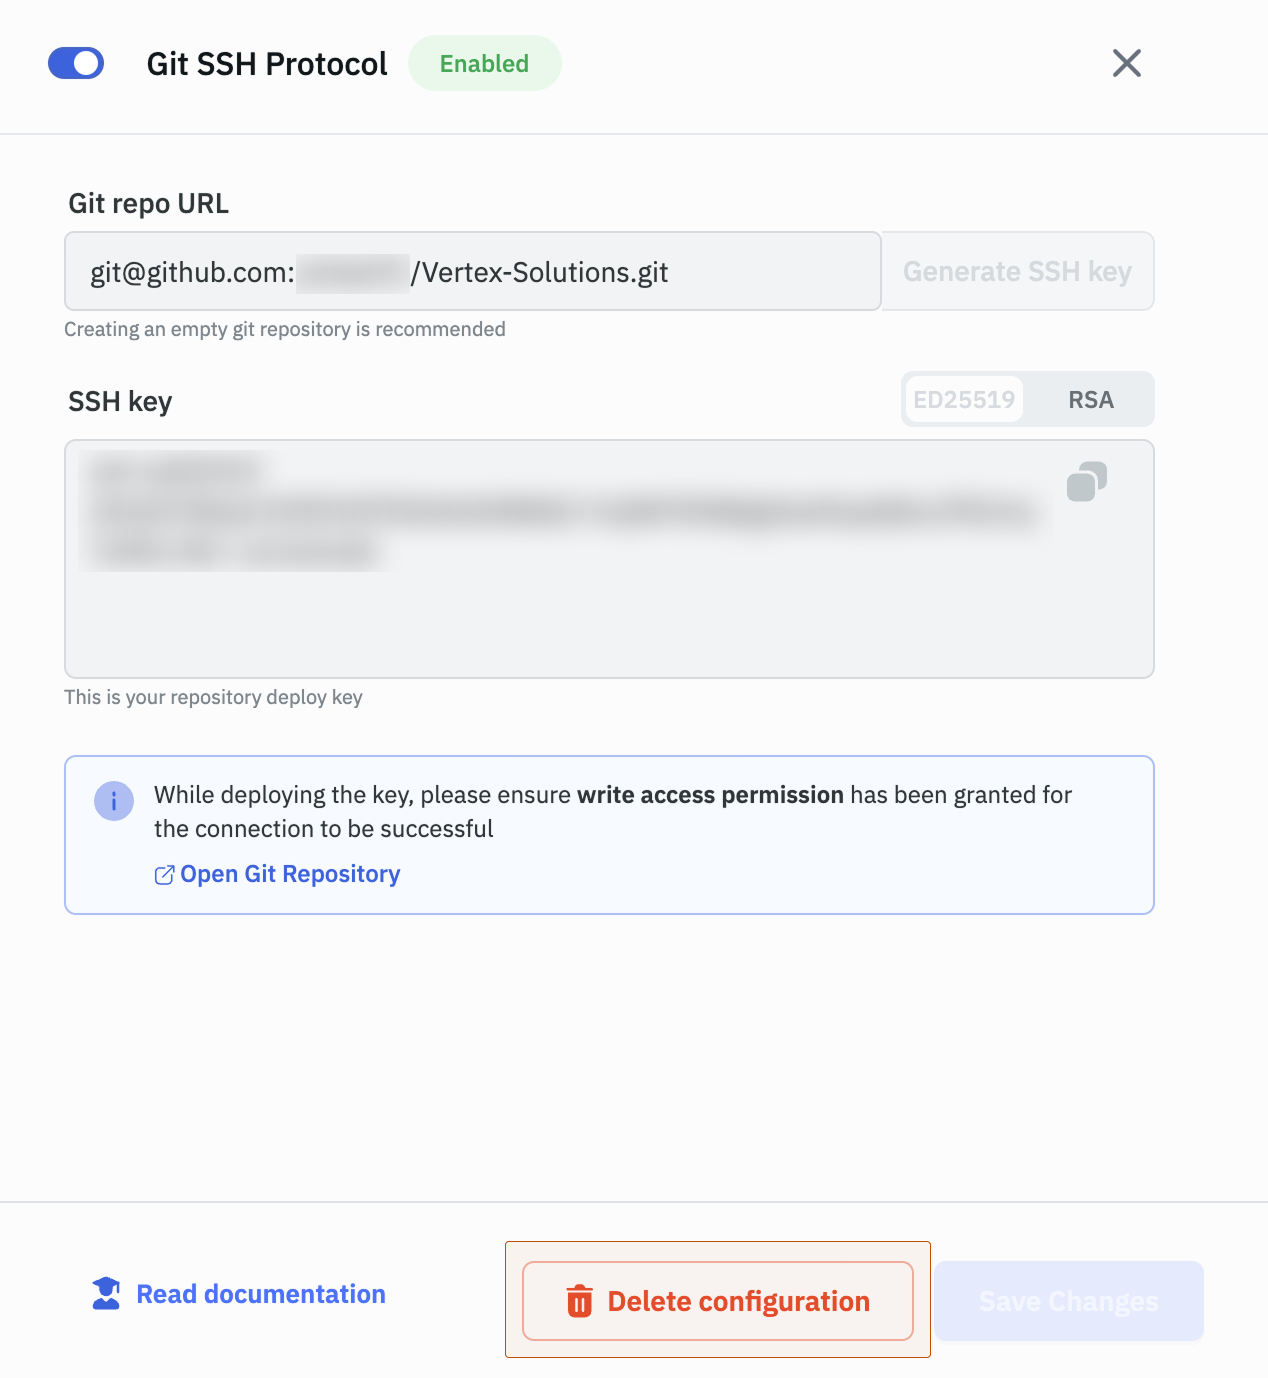 Git SSH Protocol Enabled
Git repo URL
git@github.com: /Vertex-Solutions.git Generate SSH key
Creating an empty git repository is recommended
SSH key ED25519 RSA
This is your repository deploy key
While deploying the key, please ensure write access permission has been granted for
the connection to be successful
Open Git Repository
Read documentation Delete configuration Save Changes